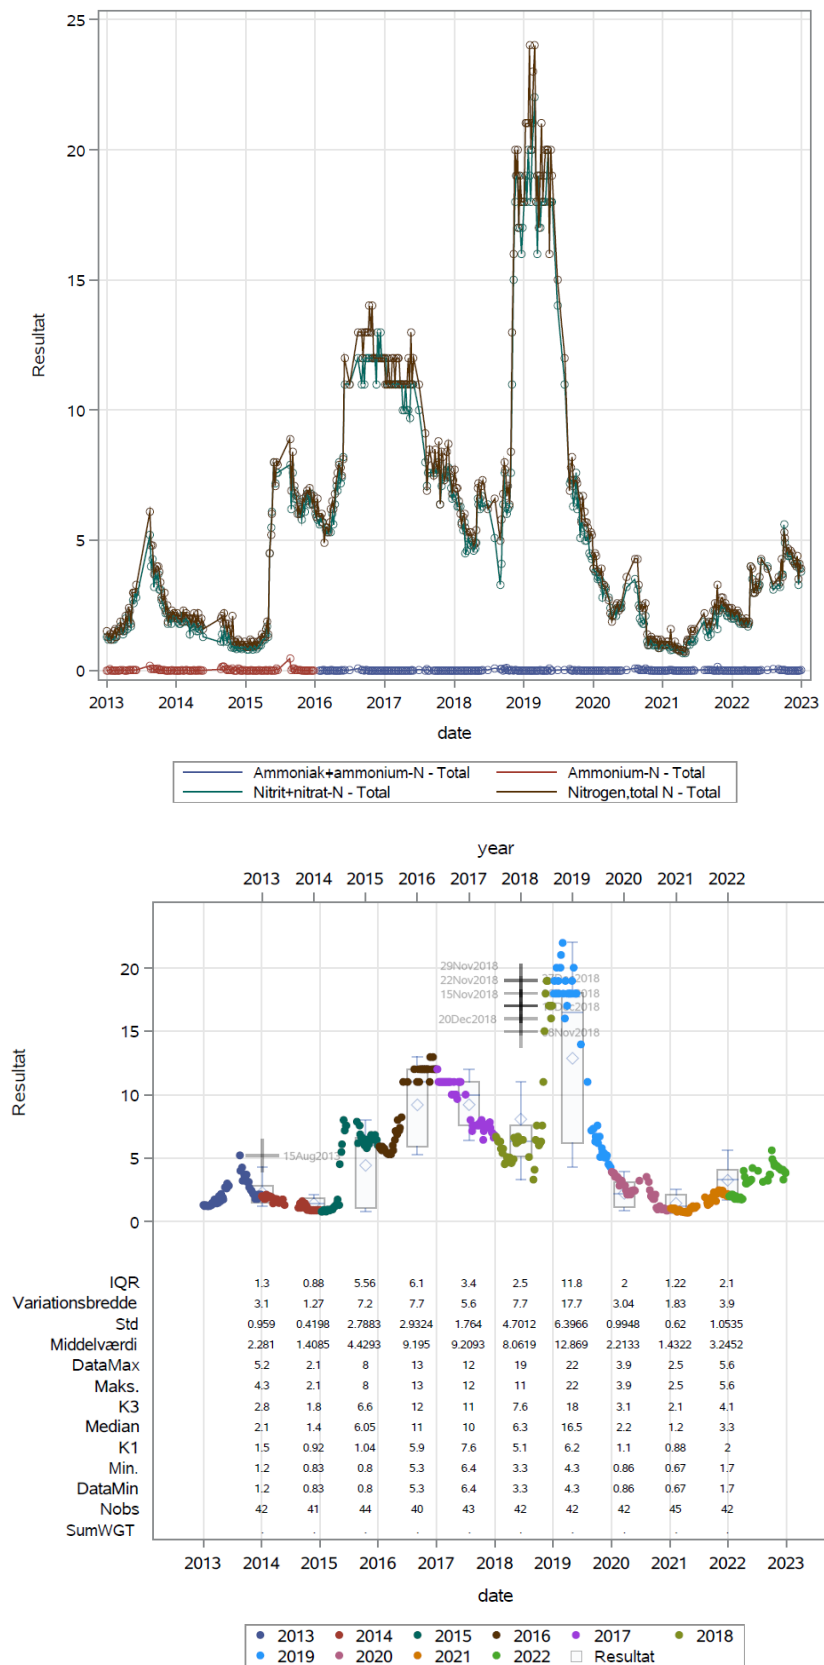 25
20
15
10
5
0
Resultat
2013 2014 2015 2016 2017 2018 2019 2020 2021 2022 2023
date
Ammoniak+ammonium-N - Total Ammonium-N - Total
Nitrit+nitrat-N - Total Nitrogen,total N - Total
year
2013 2014 2015 2016 2017 2018 2019 2020 2021 2022
20
15
10
5
0
Resultat
29Nov2018
22Nov2018
15Nov2018
20Dec2018
8Nov2018
15Aug2013
IQR 1.3 0.88 5.56 6.1 3.4 2.5 11.8 2 1.22 2.1
Variationsbredde 3.1 1.27 7.2 7.7 5.6 7.7 17.7 3.04 1.83 3.9
Std 0.959 0.4198 2.7883 2.9324 1.764 4.7012 6.3966 0.9948 0.62 1.0535
Middelværdi 2.281 1.4085 4.4293 9.195 9.2093 8.0619 12.869 2.2133 1.4322 3.2452
DataMax 5.2 2.1 8 13 12 19 22 3.9 2.5 5.6
Maks. 4.3 2.1 8 13 12 11 22 3.9 2.5 5.6
K3 2.8 1.8 6.6 12 11 7.6 18 3.1 2.1 4.1
Median 2.1 1.4 6.05 11 10 6.3 16.5 2.2 1.2 3.3
K1 1.5 0.92 1.04 5.9 7.6 5.1 6.2 1.1 0.88 2
Min. 1.2 0.83 0.8 5.3 6.4 3.3 4.3 0.86 0.67 1.7
DataMin 1.2 0.83 0.8 5.3 6.4 3.3 4.3 0.86 0.67 1.7
Nobs 42 41 44 40 43 42 42 42 45 42
SumWGT . . . . . . . . . .
2013 2014 2015 2016 2017 2018 2019 2020 2021 2022 2023
date
2013 2014 2015 2016 2017 2018
2019 2020 2021 2022 Resultat